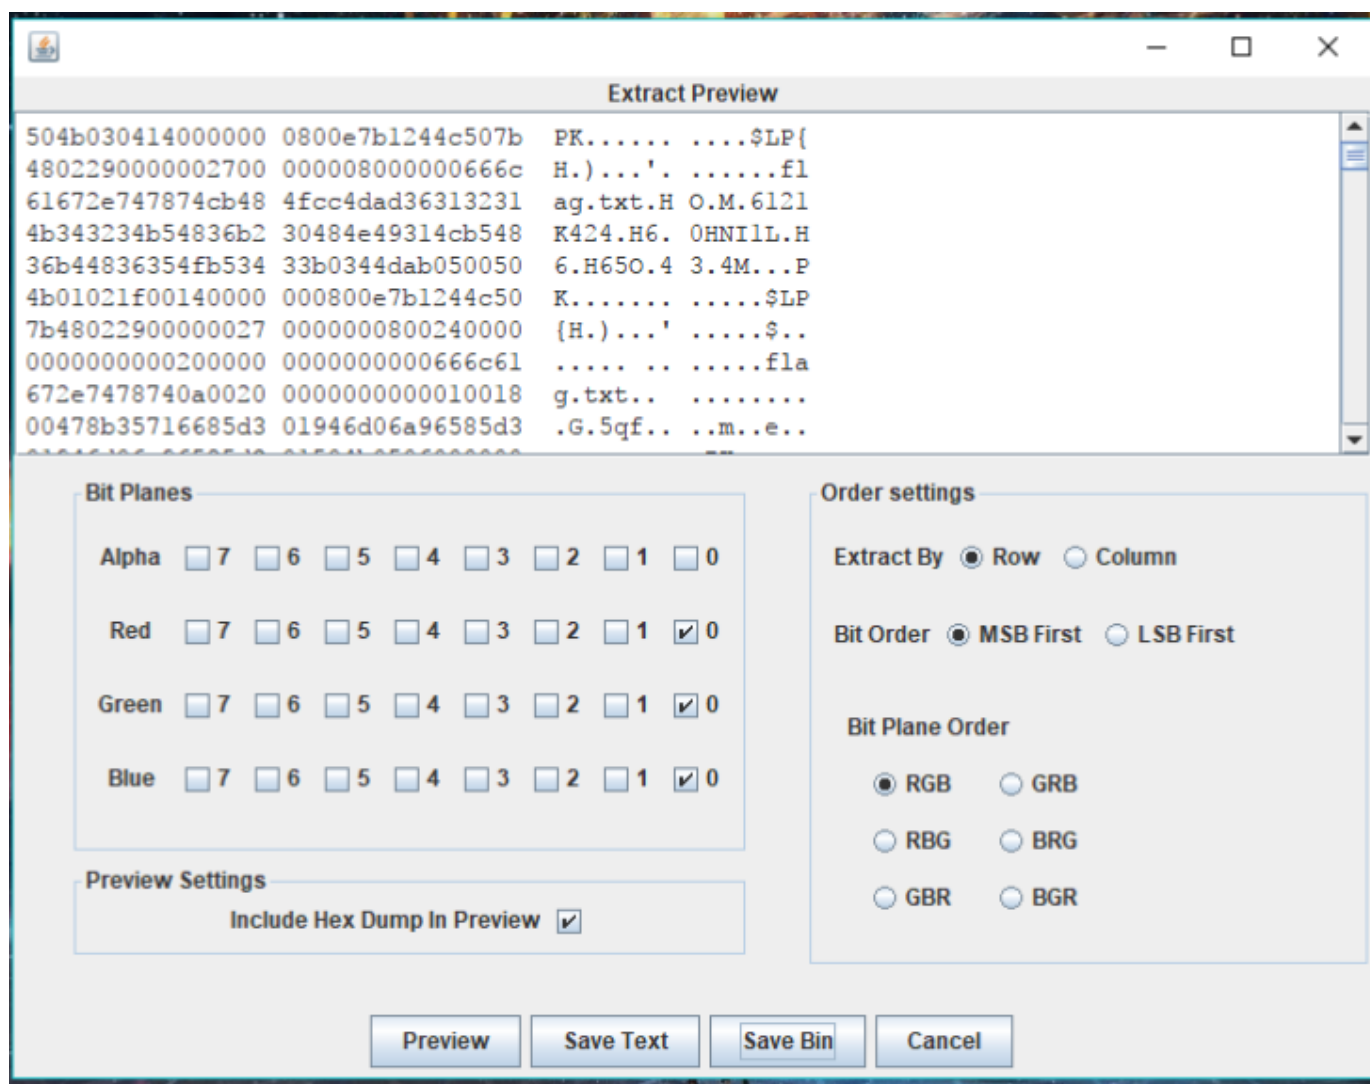 Extract Preview
504b030414000000 0800e7b1244c507b PK...... ....$LP{
4802290000002700 000008000000666c H.)...'. ......fl
61672e747874cb48 4fcc4dad36313231 ag.txt.H O.M.6121
4b343234b54836b2 30484e49314cb548 K424.H6. 0HNI1L.H
36b44836354fb534 33b0344dab050050 6.H65O.4 3.4M...P
4b01021f00140000 000800e7b1244c50 K....... .....$LP
7b48022900000027 0000000800240000 {H.)...' .....$..
0000000000200000 0000000000666c61 ..... .. .....fla
672e7478740a0020 0000000000010018 g.txt.. ........
00478b35716685d3 01946d06a96585d3 .G.5qf.. ..m..e..
Bit Planes
Alpha 7 6 5 4 3 2 1 0
Red 7 6 5 4 3 2 1 0
Green 7 6 5 4 3 2 1 0
Blue 7 6 5 4 3 2 1 0
Preview Settings
Include Hex Dump In Preview
Order settings
Extract By Row Column
Bit Order MSB First LSB First
Bit Plane Order
RGB GRB
RBG BRG
GBR BGR
Preview Save Text Save Bin Cancel